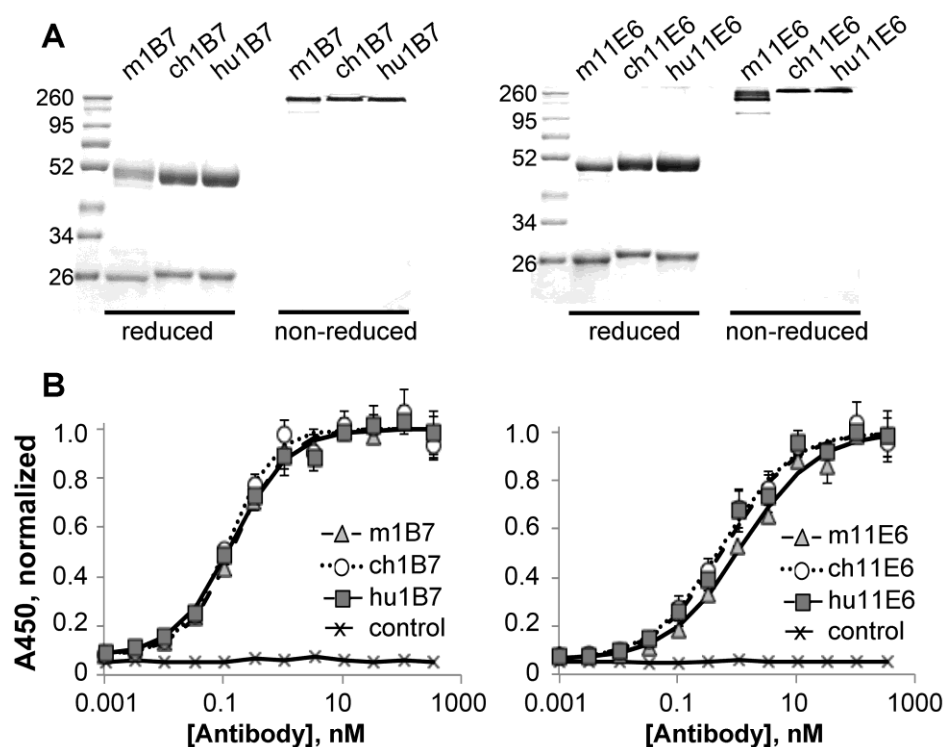 A
m1B7 ch1B7 hu1B7 m1B7 ch1B7 hu1B7
260
95
52
34
26
reduced non-reduced
m11E6 ch11E6 hu11E6 m11E6 ch11E6 hu11E6
260
95
52
34
26
reduced non-reduced
B
A450, normalized
1.0
0.8
0.6
0.4
0.2
0
0.001 0.1 10 1000
[Antibody], nM
m1B7
ch1B7
hu1B7
control
1.0
0.8
0.6
0.4
0.2
0
0.001 0.1 10 1000
[Antibody], nM
m11E6
ch11E6
hu11E6
control